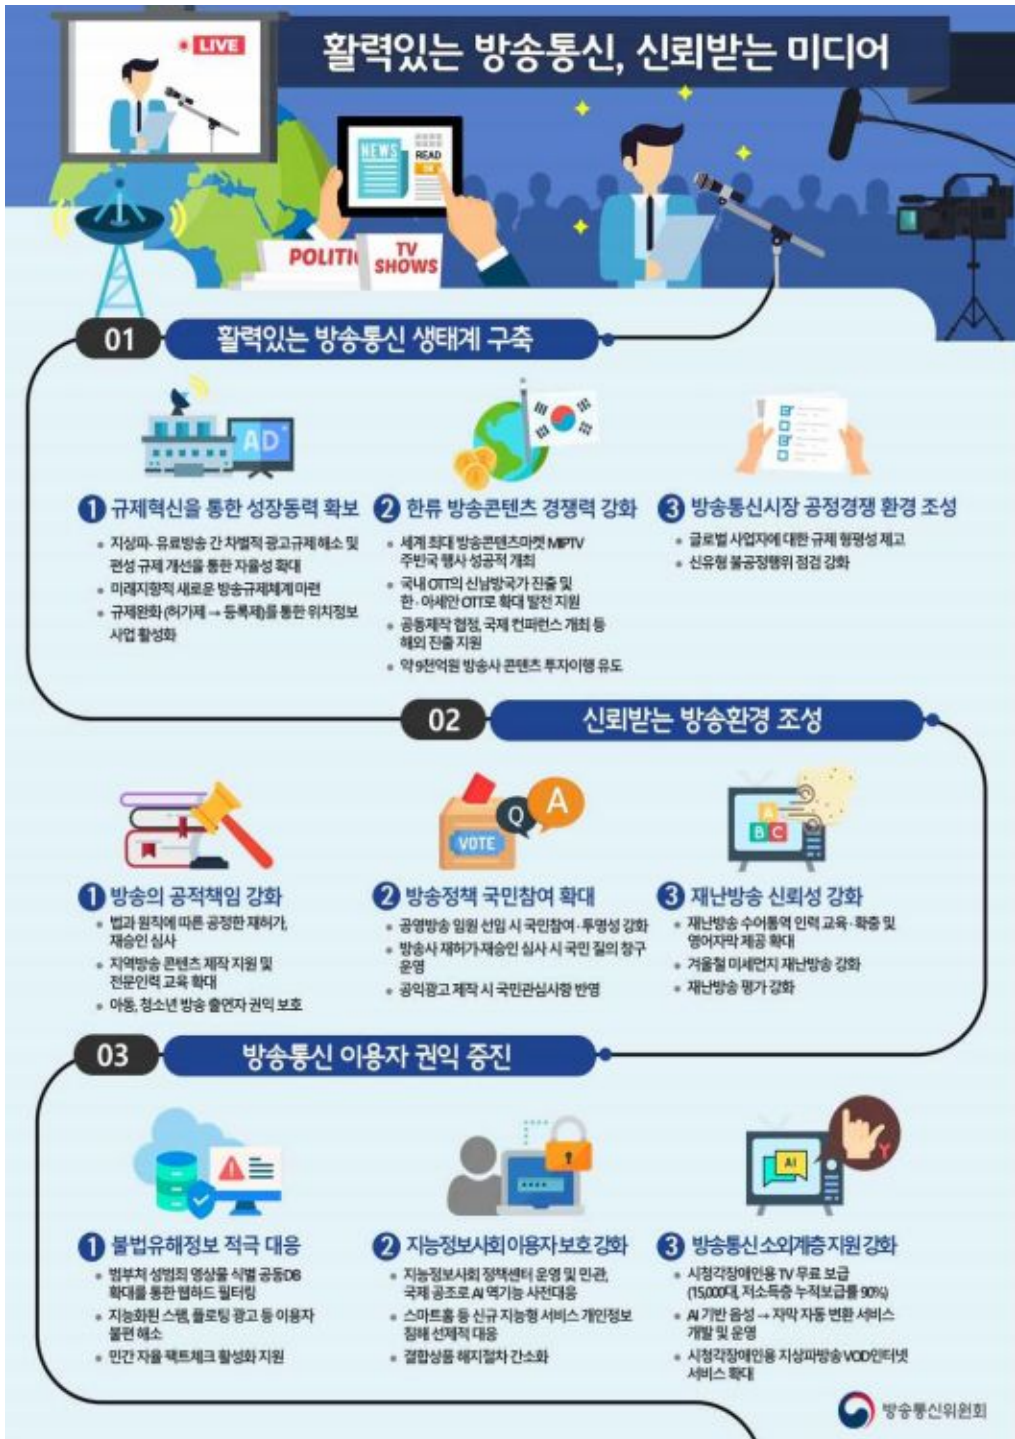 LIVE
활력있는 방송통신, 신뢰받는 미디어
NEWS
READ
POLITI
TV
SHOWS
01
활력있는 방송통신 생태계 구축
AD
1 규제혁신을 통한 성장동력 확보
지상파- 유료방송 간 차별적 광고규제 해소 및
편성 규제 개선을 통한 자율성 확대
미래지향적 새로운 방송규제체계 마련
규제완화 (허가제 → 등록제)를 통한 위치정보
사업 활성화
2 한류 방송콘텐츠 경쟁력 강화
세계 최대 방송콘텐츠마켓 MIPTV
주빈국 행사 성공적 개최
국내 OTT의 신남방국가 진출 및
한·아세안 OTT로 확대 발전 지원
공동제작 협정, 국제 컨퍼런스 개최 등
해외 진출 지원
약 9천억원 방송사 콘텐츠 투자이행 유도
3 방송통신시장 공정경쟁 환경 조성
글로벌 사업자에 대한 규제 형평성 제고
신유형 불공정행위 점검 강화
02
신뢰받는 방송환경 조성
1 방송의 공적책임 강화
법과 원칙에 따른 공정한 재허가,
재승인 심사
지역방송 콘텐츠 제작 지원 및
전문인력 교육 확대
아동, 청소년 방송 출연자 권익 보호
VOTE
Q
A
2 방송정책 국민참여 확대
공영방송 임원 선임 시 국민참여·투명성 강화
방송사 재허가·재승인 심사 시 국민 질의 창구
운영
공익광고 제작 시 국민관심사항 반영
A
B C
3 재난방송 신뢰성 강화
재난방송 수어통역 인력 교육·확충 및
영어자막 제공 확대
겨울철 미세먼지 재난방송 강화
재난방송 평가 강화
03
방송통신 이용자 권익 증진
1 불법유해정보 적극 대응
범부처 성범죄 영상물 식별 공동DB
확대를 통한 웹하드 필터링
지능화된 스팸, 플로팅 광고 등 이용자
불편 해소
민간 자율 팩트체크 활성화 지원
2 지능정보사회 이용자 보호 강화
지능정보사회 정책센터 운영 및 민관,
국제 공조로 AI 역기능 사전대응
스마트홈 등 신규 지능형 서비스 개인정보
침해 선제적 대응
결합상품 해지절차 간소화
AI
Y
3 방송통신 소외계층 지원 강화
시청각장애인용 TV 무료 보급
(15,000대, 저소득층 누적보급률 90%)
AI 기반 음성 → 자막 자동 변환 서비스
개발 및 운영
시청각장애인용 지상파방송 VOD인터넷
서비스 확대
방송통신위원회